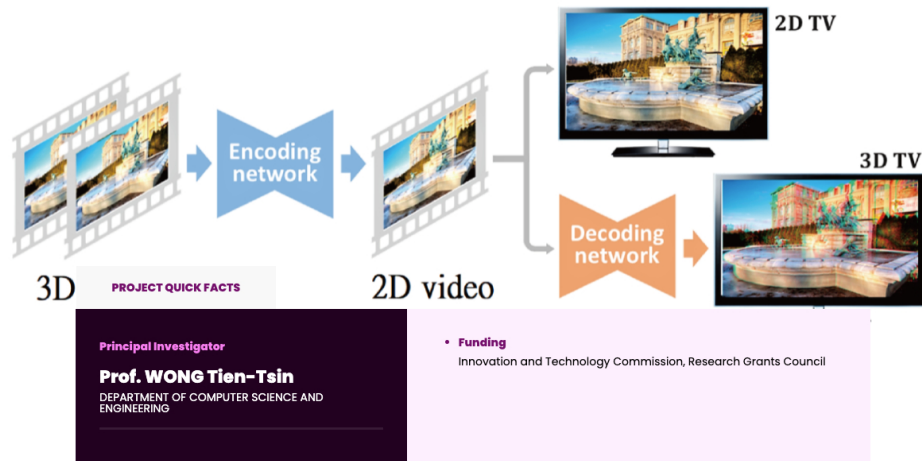 2D TV
Encoding
network
3D TV
Decoding
network
3D
2D video
PROJECT QUICK FACTS
Principal Investigator
Prof. WONG Tien-Tsin
DEPARTMENT OF COMPUTER SCIENCE AND
ENGINEERING
• Funding
Innovation and Technology Commission, Research Grants Council